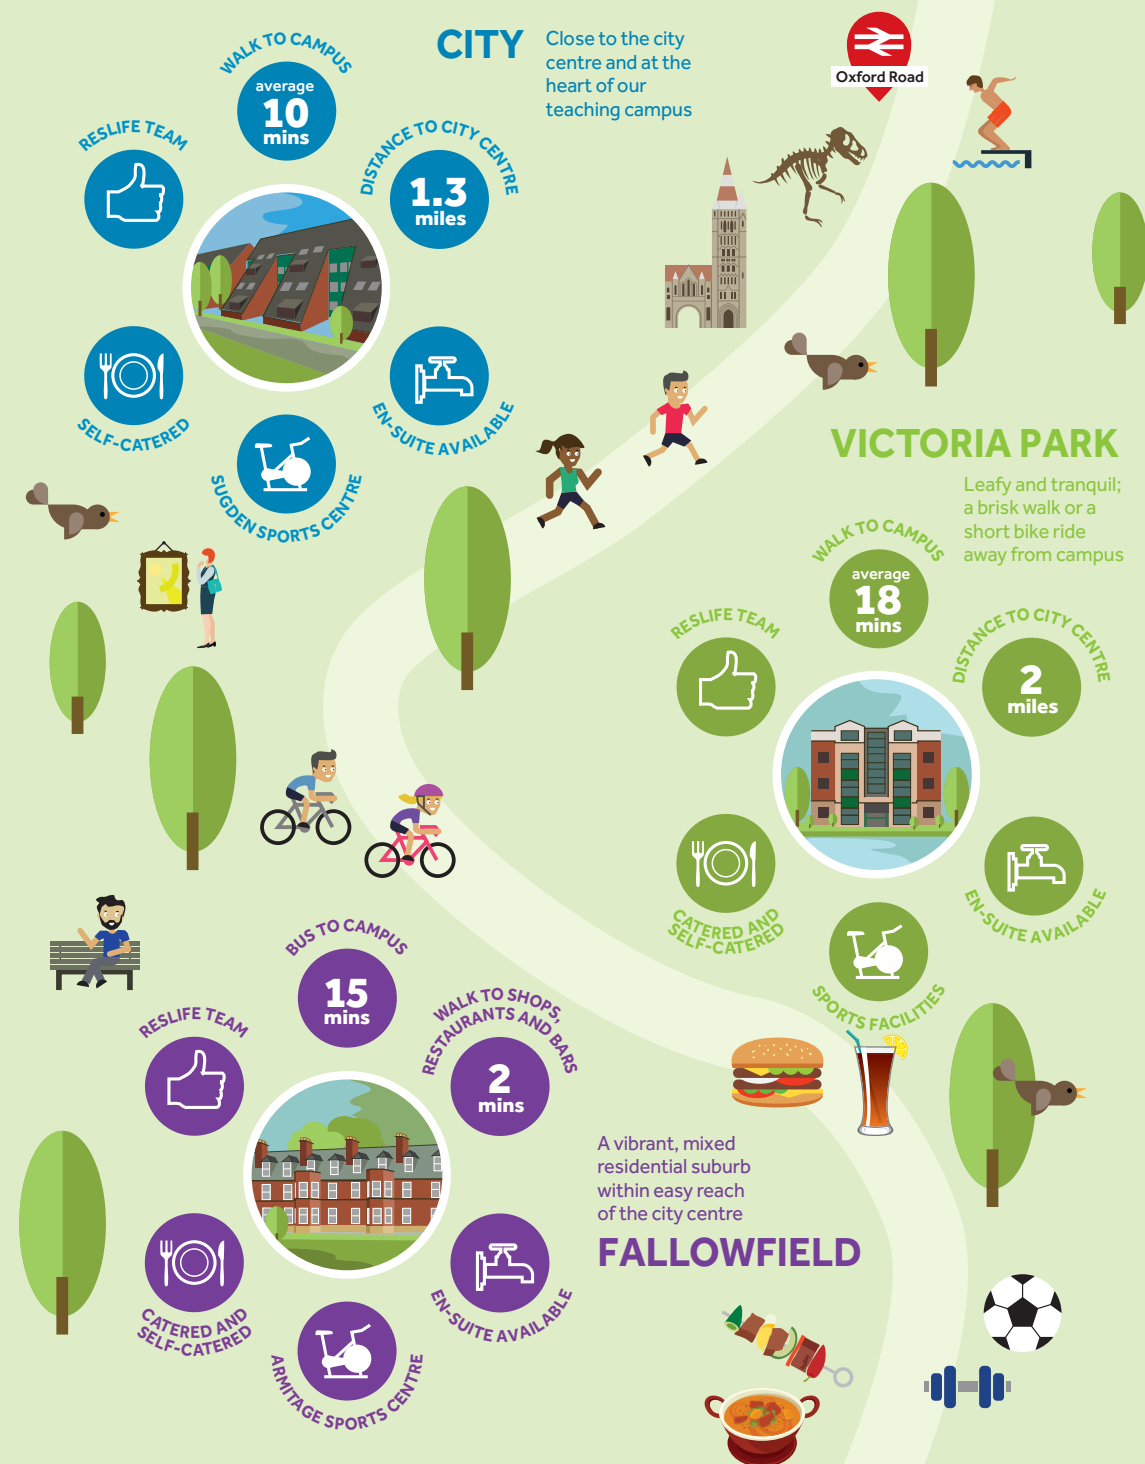 CITY
Close to the city
centre and at the
heart of our
teaching campus
Oxford Road
WALK TO CAMPUS
average
10
mins
RESLIFE TEAM
DISTANCE TO CITY CENTRE
1.3
miles
SELF-CATERED
EN-SUITE AVAILABLE
SUGDEN SPORTS CENTRE
VICTORIA PARK
Leafy and tranquil;
a brisk walk or a
short bike ride
away from campus
WALK TO CAMPUS
average
18
mins
RESLIFE TEAM
DISTANCE TO CITY CENTRE
2
miles
CATERED AND
SELF-CATERED
EN-SUITE AVAILABLE
SPORTS FACILITIES
BUS TO CAMPUS
15
mins
RESLIFE TEAM
WALK TO SHOPS,
RESTAURANTS AND BARS
2
mins
A vibrant, mixed
residential suburb
within easy reach
of the city centre
FALLOWFIELD
CATERED AND
SELF-CATERED
EN-SUITE AVAILABLE
ARMITAGE SPORTS CENTRE